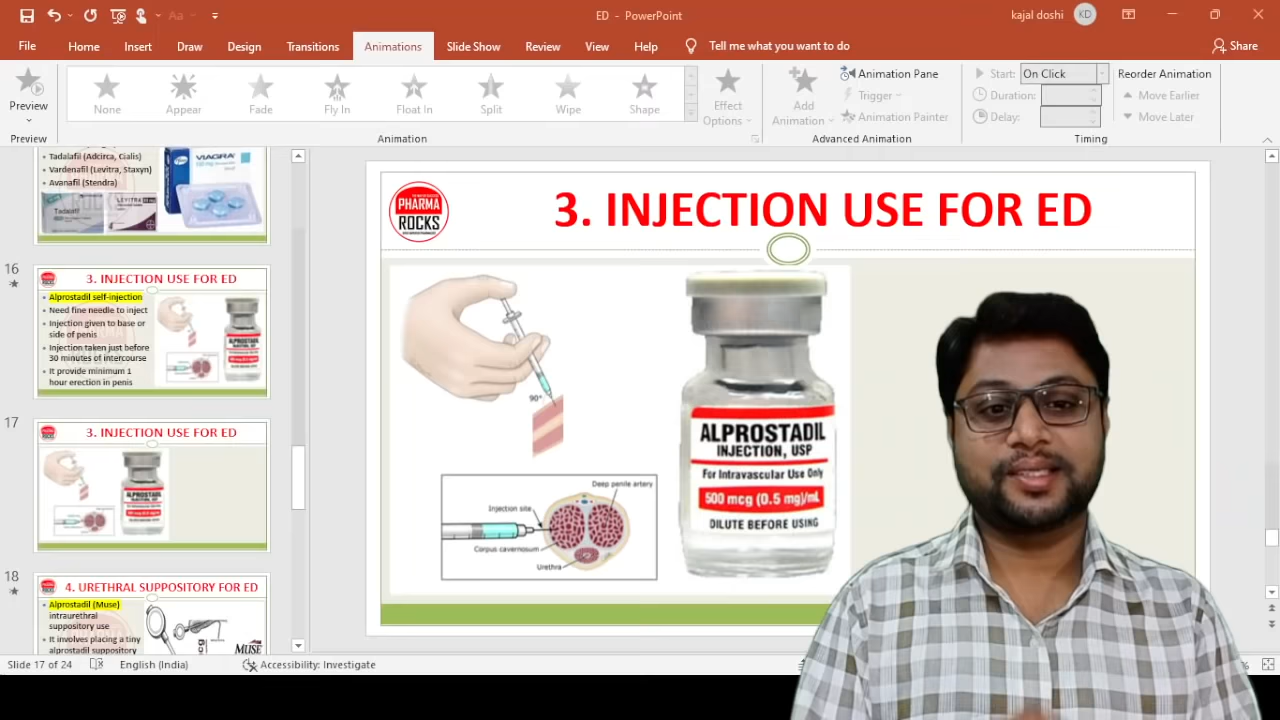 ED - PowerPoint
kajal doshi
KD
File
Home
Insert
Draw
Design
Transitions
Animations
Slide Show
Review
View
Help
Tell me what you want to do
Share
Preview
None
Appear
Fade
Fly In
Float In
Split
Wipe
Shape
Effect
Options
Add
Animation
Animation Pane
Trigger
Animation Painter
Start:
On Click
Duration:
Delay:
Reorder Animation
Move Earlier
Move Later
Preview
Animation
Advanced Animation
Timing
Tadalafil (Adcirca, Cialis)
Vardenafil (Levitra, Staxyn)
Avanafil (Stendra)
VIAGRA
LEVITRA
16
3. INJECTION USE FOR ED
• Alprostadil self-injection
• Need fine needle to inject
• Injection given to base or
side of penis
• Injection taken just before
30 minutes of intercourse
• It provide minimum 1
hour erection in penis
17
3. INJECTION USE FOR ED
ALPROSTADIL
18
4. URETHRAL SUPPOSITORY FOR ED
• Alprostadil (Muse)
intraurethral
suppository use
• It involves placing a tiny
alprostadil suppository
MUSE
PHARMA
ROCKS
3. INJECTION USE FOR ED
90°
Deep penile artery
Injection site
Corpus cavernosum
Urethra
ALPROSTADIL
INJECTION, USP
For Intravascular Use Only
500 mcg (0.5 mg)/mL
DILUTE BEFORE USING
Slide 17 of 24
English (India)
Accessibility: Investigate